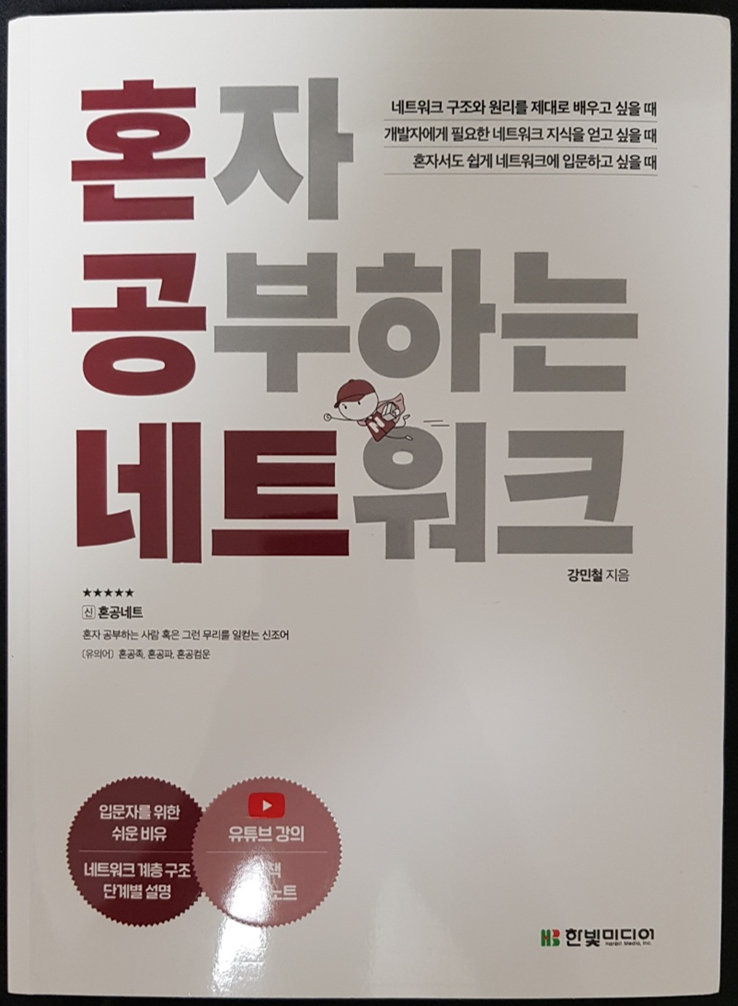 혼자
공부하는
네트워크
네트워크 구조와 원리를 제대로 배우고 싶을 때
개발자에게 필요한 네트워크 지식을 얻고 싶을 때
혼자서도 쉽게 네트워크에 입문하고 싶을 때
강민철 지음
★★★★★
신 혼공네트
혼자 공부하는 사람 혹은 그런 무리를 일컫는 신조어
[유의어] 혼공족, 혼공파, 혼공컴운
입문자를 위한
쉬운 비유
네트워크 계층 구조
단계별 설명
유튜브 강의
책
노트
HB 한빛미디어
Hanbit Media, Inc.